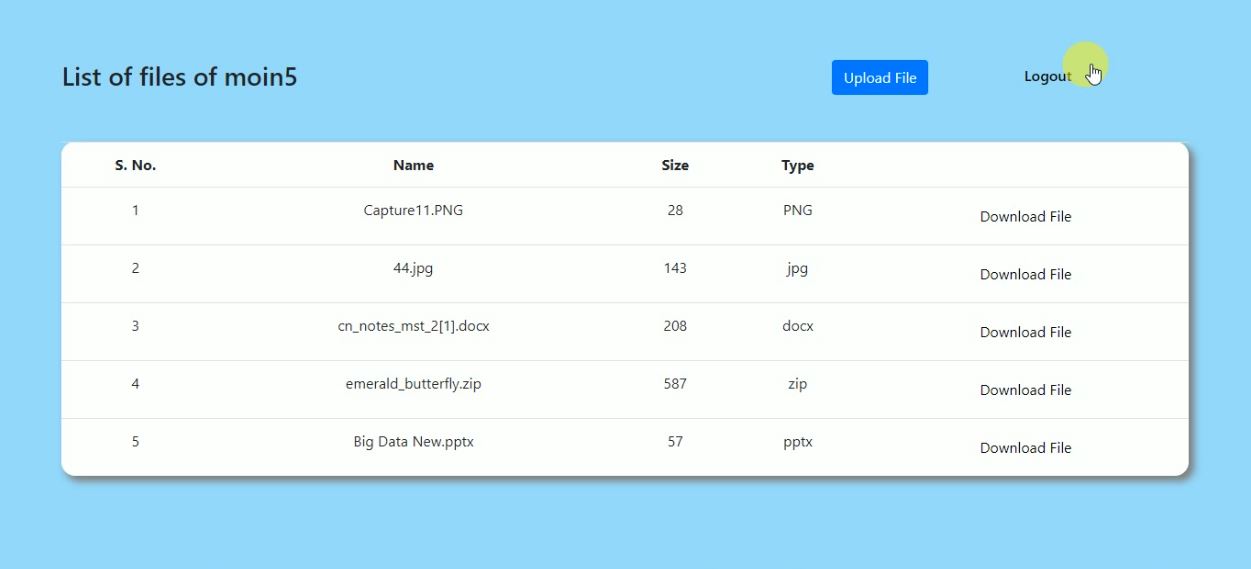 List of files of moin5
Upload File
Logout
S. No. Name Size Type
1 Capture11.PNG 28 PNG Download File
2 44.jpg 143 jpg Download File
3 cn_notes_mst_2[1].docx 208 docx Download File
4 emerald_butterfly.zip 587 zip Download File
5 Big Data New.pptx 57 pptx Download File